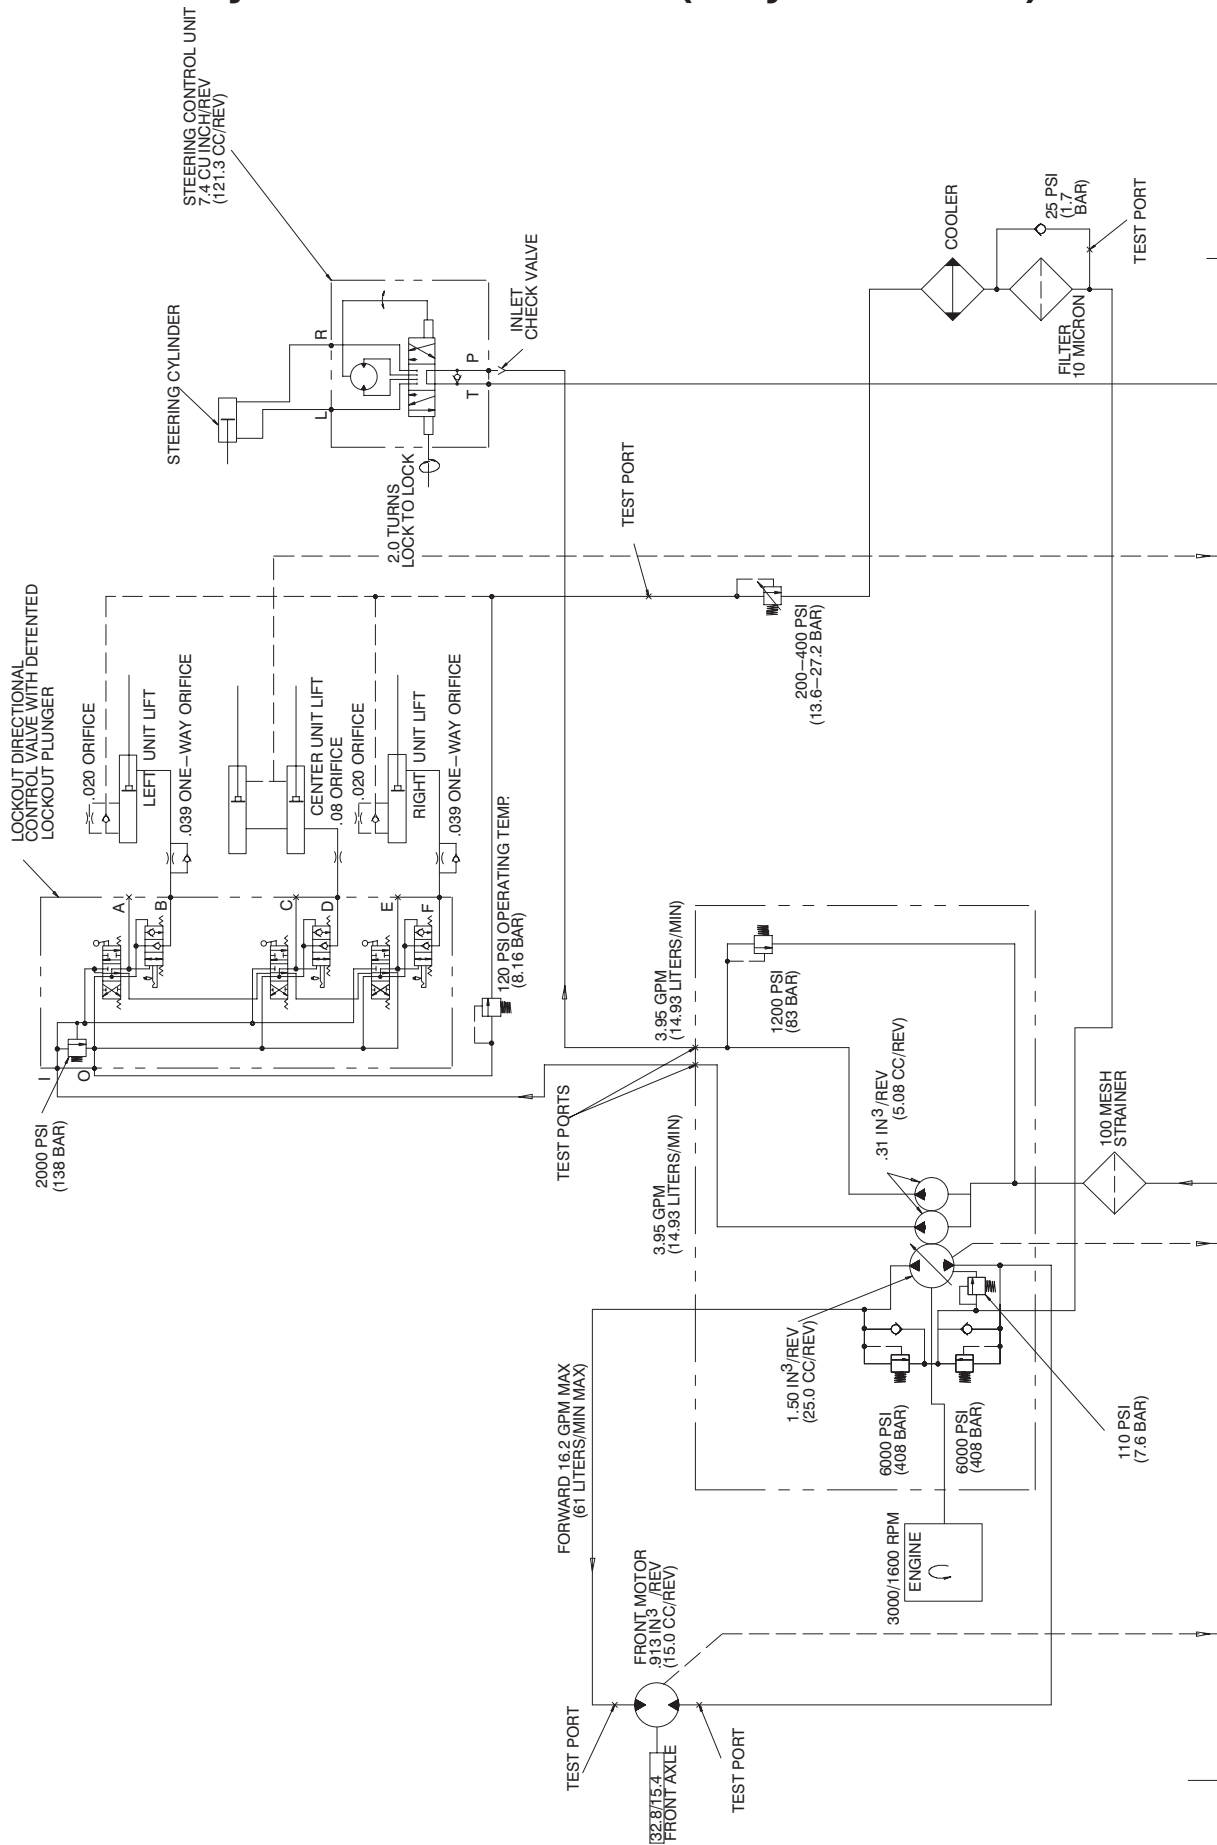 STEERING CONTROL UNIT
7.4 CU INCH/REV
(121.3 CC/REV)
STEERING CYLINDER
R
L
P
T
INLET
CHECK VALVE
2.0 TURNS
LOCK TO LOCK
COOLER
25 PSI
(1.7
BAR)
FILTER
10 MICRON
TEST PORT
LOCKOUT DIRECTIONAL
CONTROL VALVE WITH DETENTED
LOCKOUT PLUNGER
.020 ORIFICE
LEFT UNIT LIFT
.039 ONE–WAY ORIFICE
CENTER UNIT LIFT
.08 ORIFICE
.020 ORIFICE
RIGHT UNIT LIFT
.039 ONE–WAY ORIFICE
A
B
C
D
E
F
I
O
2000 PSI
(138 BAR)
120 PSI OPERATING TEMP.
(8.16 BAR)
TEST PORT
200–400 PSI
(13.6–27.2 BAR)
TEST PORTS
3.95 GPM
(14.93 LITERS/MIN)
1200 PSI
(83 BAR)
3.95 GPM
(14.93 LITERS/MIN)
.31 IN3/REV
(5.08 CC/REV)
100 MESH
STRAINER
1.50 IN3/REV
(25.0 CC/REV)
6000 PSI
(408 BAR)
6000 PSI
(408 BAR)
110 PSI
(7.6 BAR)
FORWARD 16.2 GPM MAX
(61 LITERS/MIN MAX)
3000/1600 RPM
ENGINE
FRONT MOTOR
.913 IN3 /REV
(15.0 CC/REV)
TEST PORT
TEST PORT
32.8/15.4
FRONT AXLE